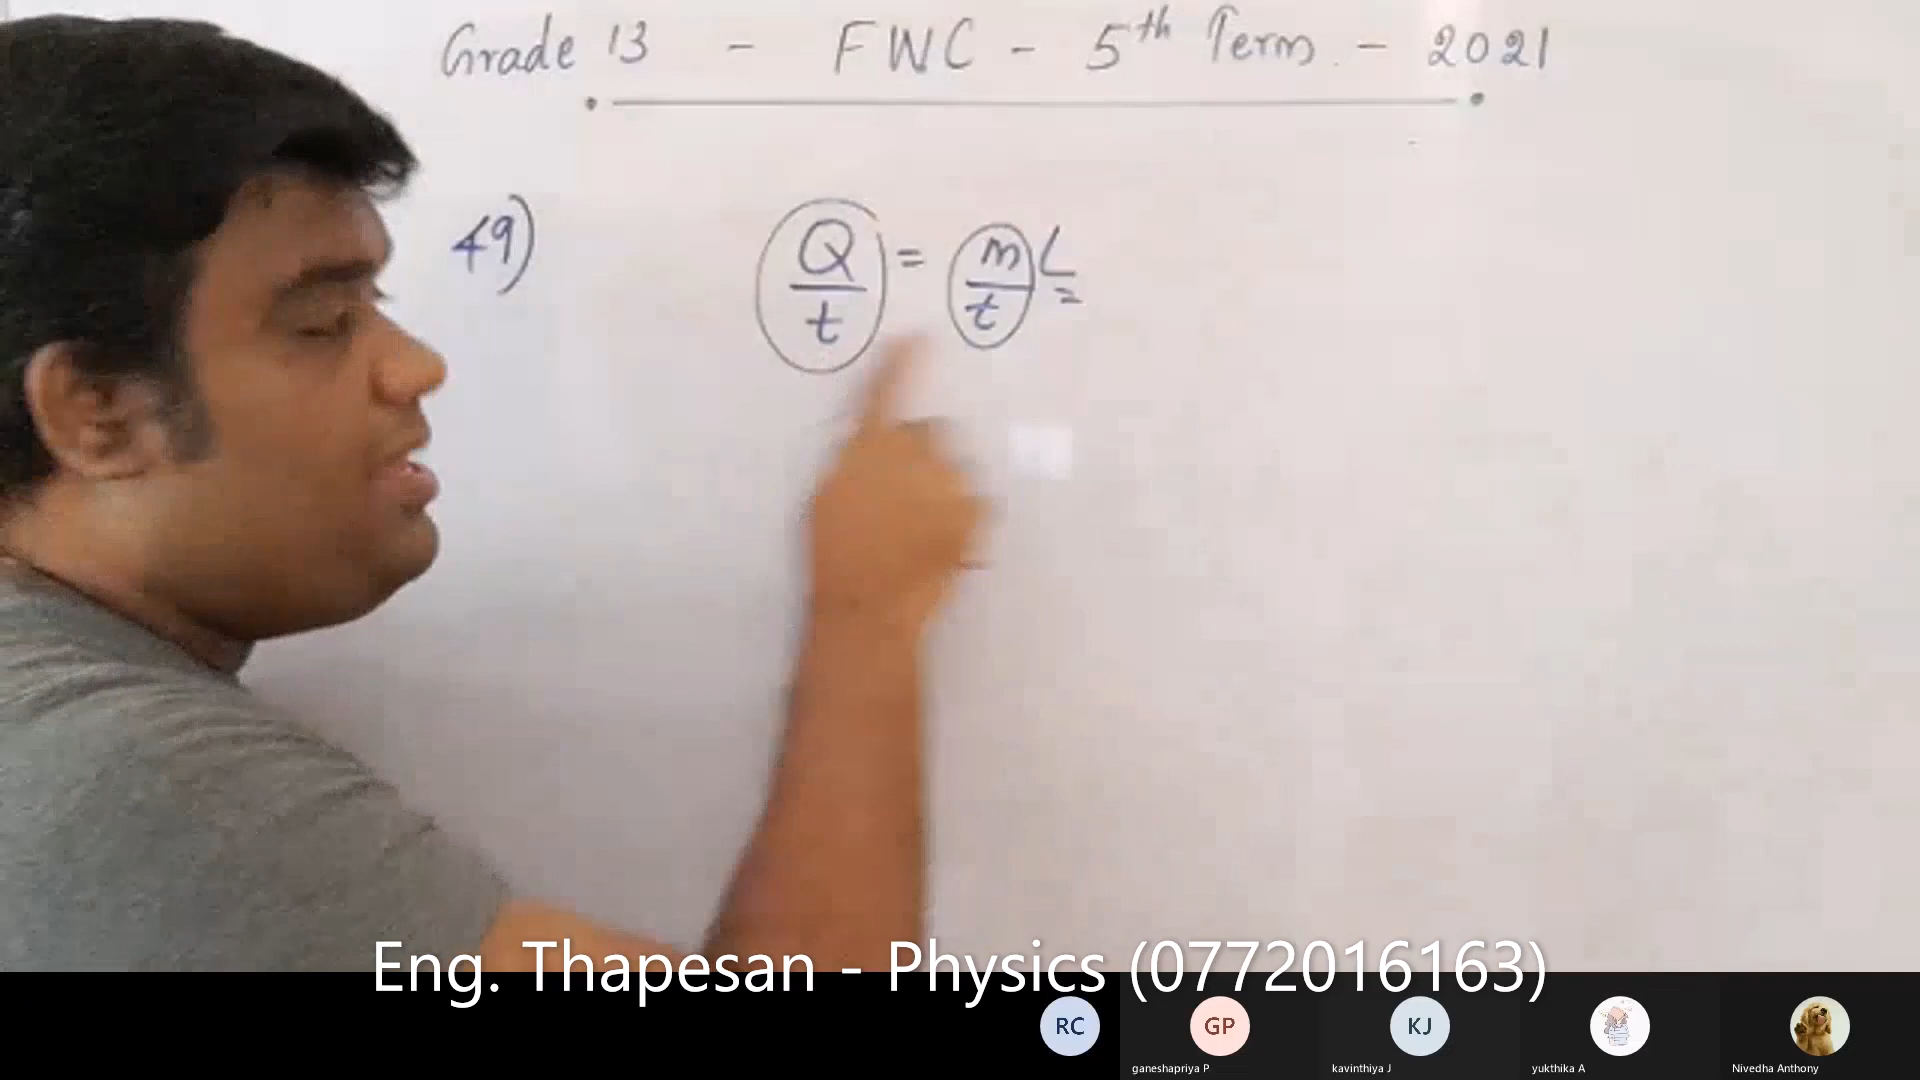 Grade 13 - FWC - 5th Term - 2021
49) Q/t = m/t L
Eng. Thapesan - Physics (0772016163)
RC GP KJ
ganeshapriya P kavinthiya J yukthika A Nivedha Anthony